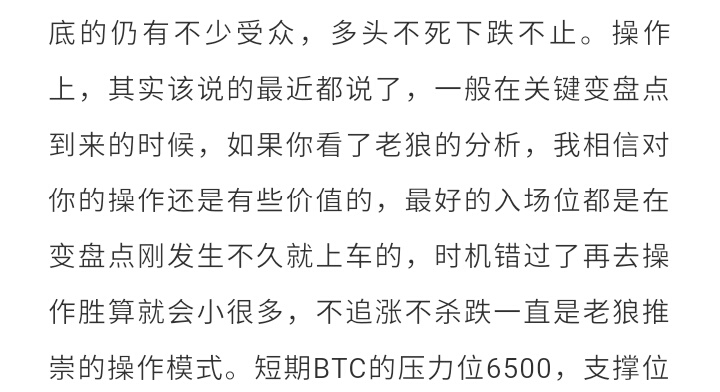 底的仍有不少受众，多头不死下跌不止。操作
上，其实该说的最近都说了，一般在关键变盘点
到来的时候，如果你看了老狼的分析，我相信对
你的操作还是有些价值的，最好的入场位都是在
变盘点刚发生不久就上车的，时机错过了再去操
作胜算就会小很多，不追涨不杀跌一直是老狼推
崇的操作模式。短期BTC的压力位6500，支撑位